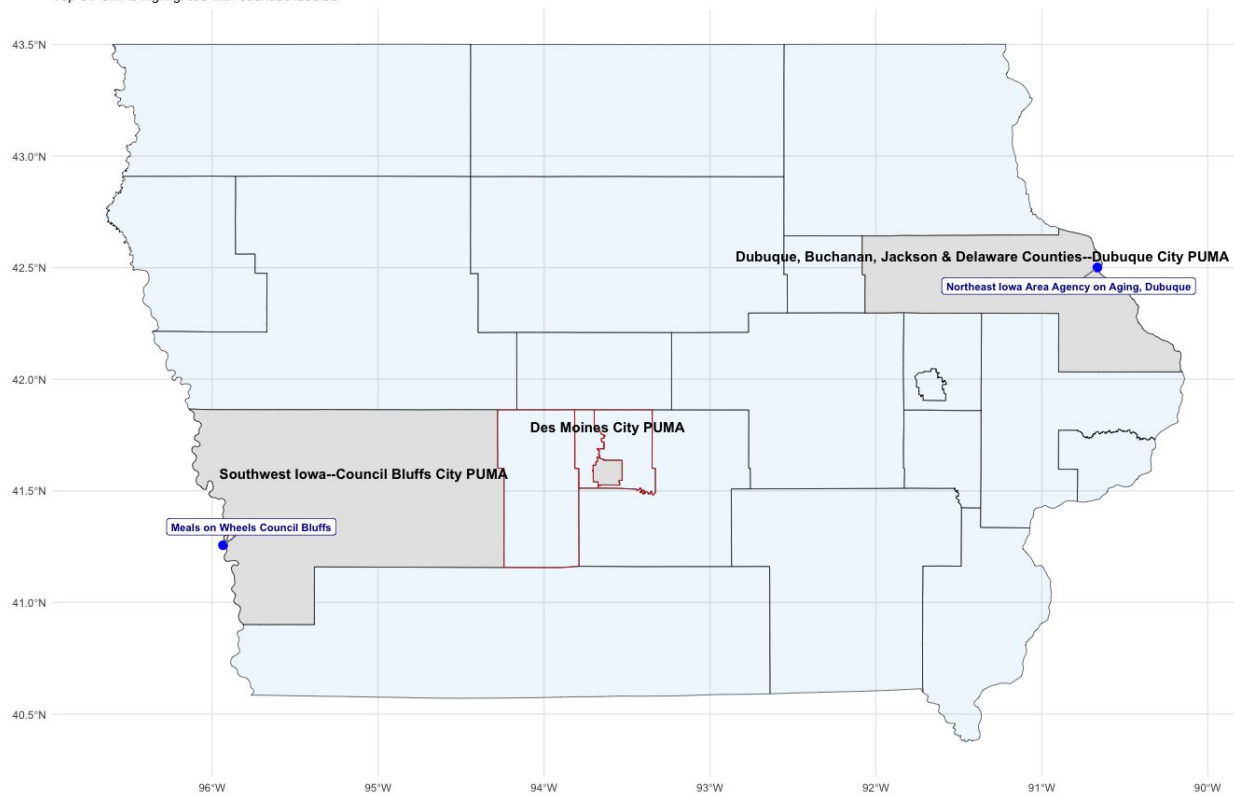 43.5°N
43.0°N
Dubuque, Buchanan, Jackson & Delaware Counties--Dubuque City PUMA
42.5°N
Northeast Iowa Area Agency on Aging, Dubuque
42.0°N
Des Moines City PUMA
Southwest Iowa--Council Bluffs City PUMA
41.5°N
Meals on Wheels Council Bluffs
41.0°N
40.5°N
96°W
95°W
94°W
93°W
92°W
91°W
90°W